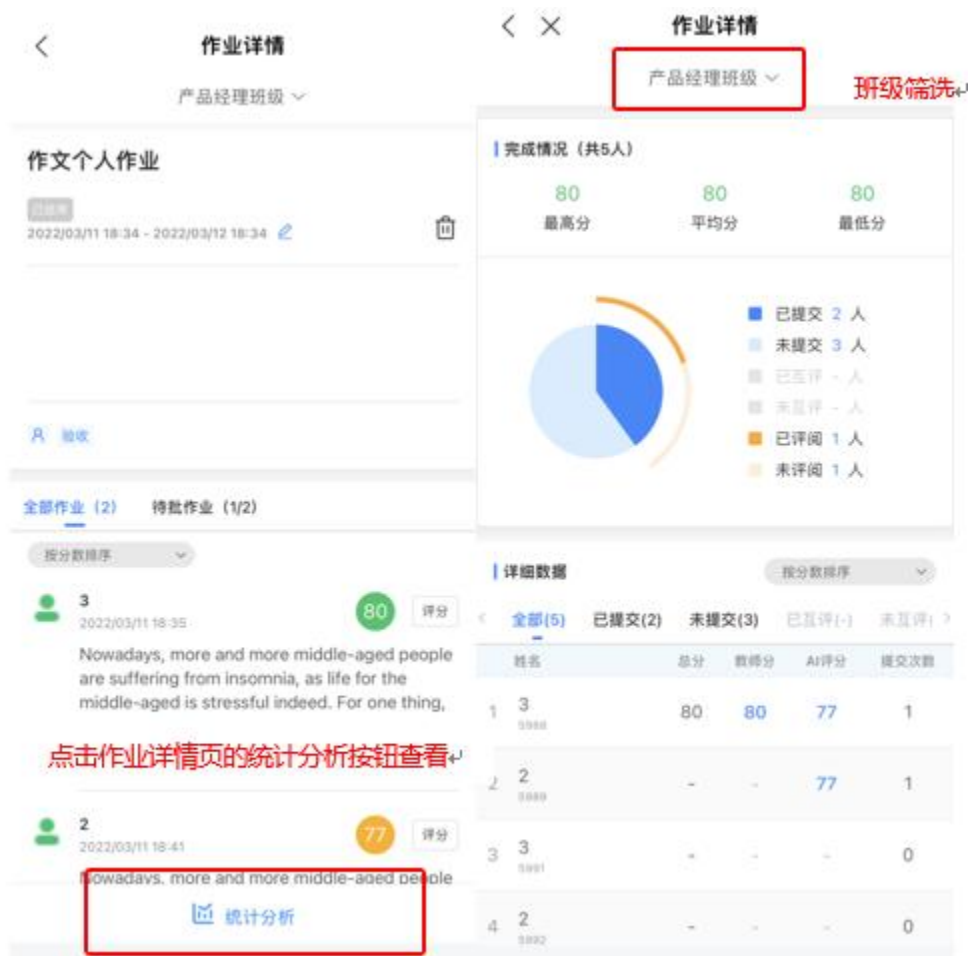 作业详情
产品经理班级
作文个人作业
已结束
2022/03/11 18:34 - 2022/03/12 18:34
验收
全部作业（2） 待批作业（1/2）
按分数排序
3
80 评分
2022/03/11 18:35
Nowadays, more and more middle-aged people
are suffering from insomnia, as life for the
middle-aged is stressful indeed. For one thing,
点击作业详情页的统计分析按钮查看
2
77 评分
2022/03/11 18:41
Nowadays, more and more middle-aged people
统计分析
作业详情
产品经理班级
班级筛选
完成情况（共5人）
80 80 80
最高分 平均分 最低分
已提交 2 人
未提交 3 人
已互评 - 人
未互评 - 人
已评阅 1 人
未评阅 1 人
详细数据 按分数排序
全部(5) 已提交(2) 未提交(3) 已互评(-) 未互评(
姓名 总分 教师分 AI评分 提交次数
1 3 80 80 77 1
5988
2 2 - - 77 1
5989
3 3 - - - 0
5991
4 2 - - - 0
5992